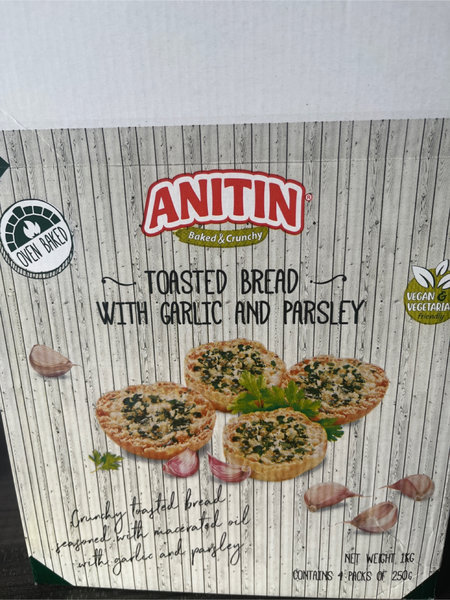 ANITIN®
Baked & Crunchy
OVEN BAKED
TOASTED BREAD
WITH GARLIC AND PARSLEY
VEGAN &
VEGETARIA
friendly
Crunchy toasted bread
seasoned with macerated oil
with garlic and parsley.
NET WEIGHT 1KG
CONTAINS 4 PACKS OF 250G